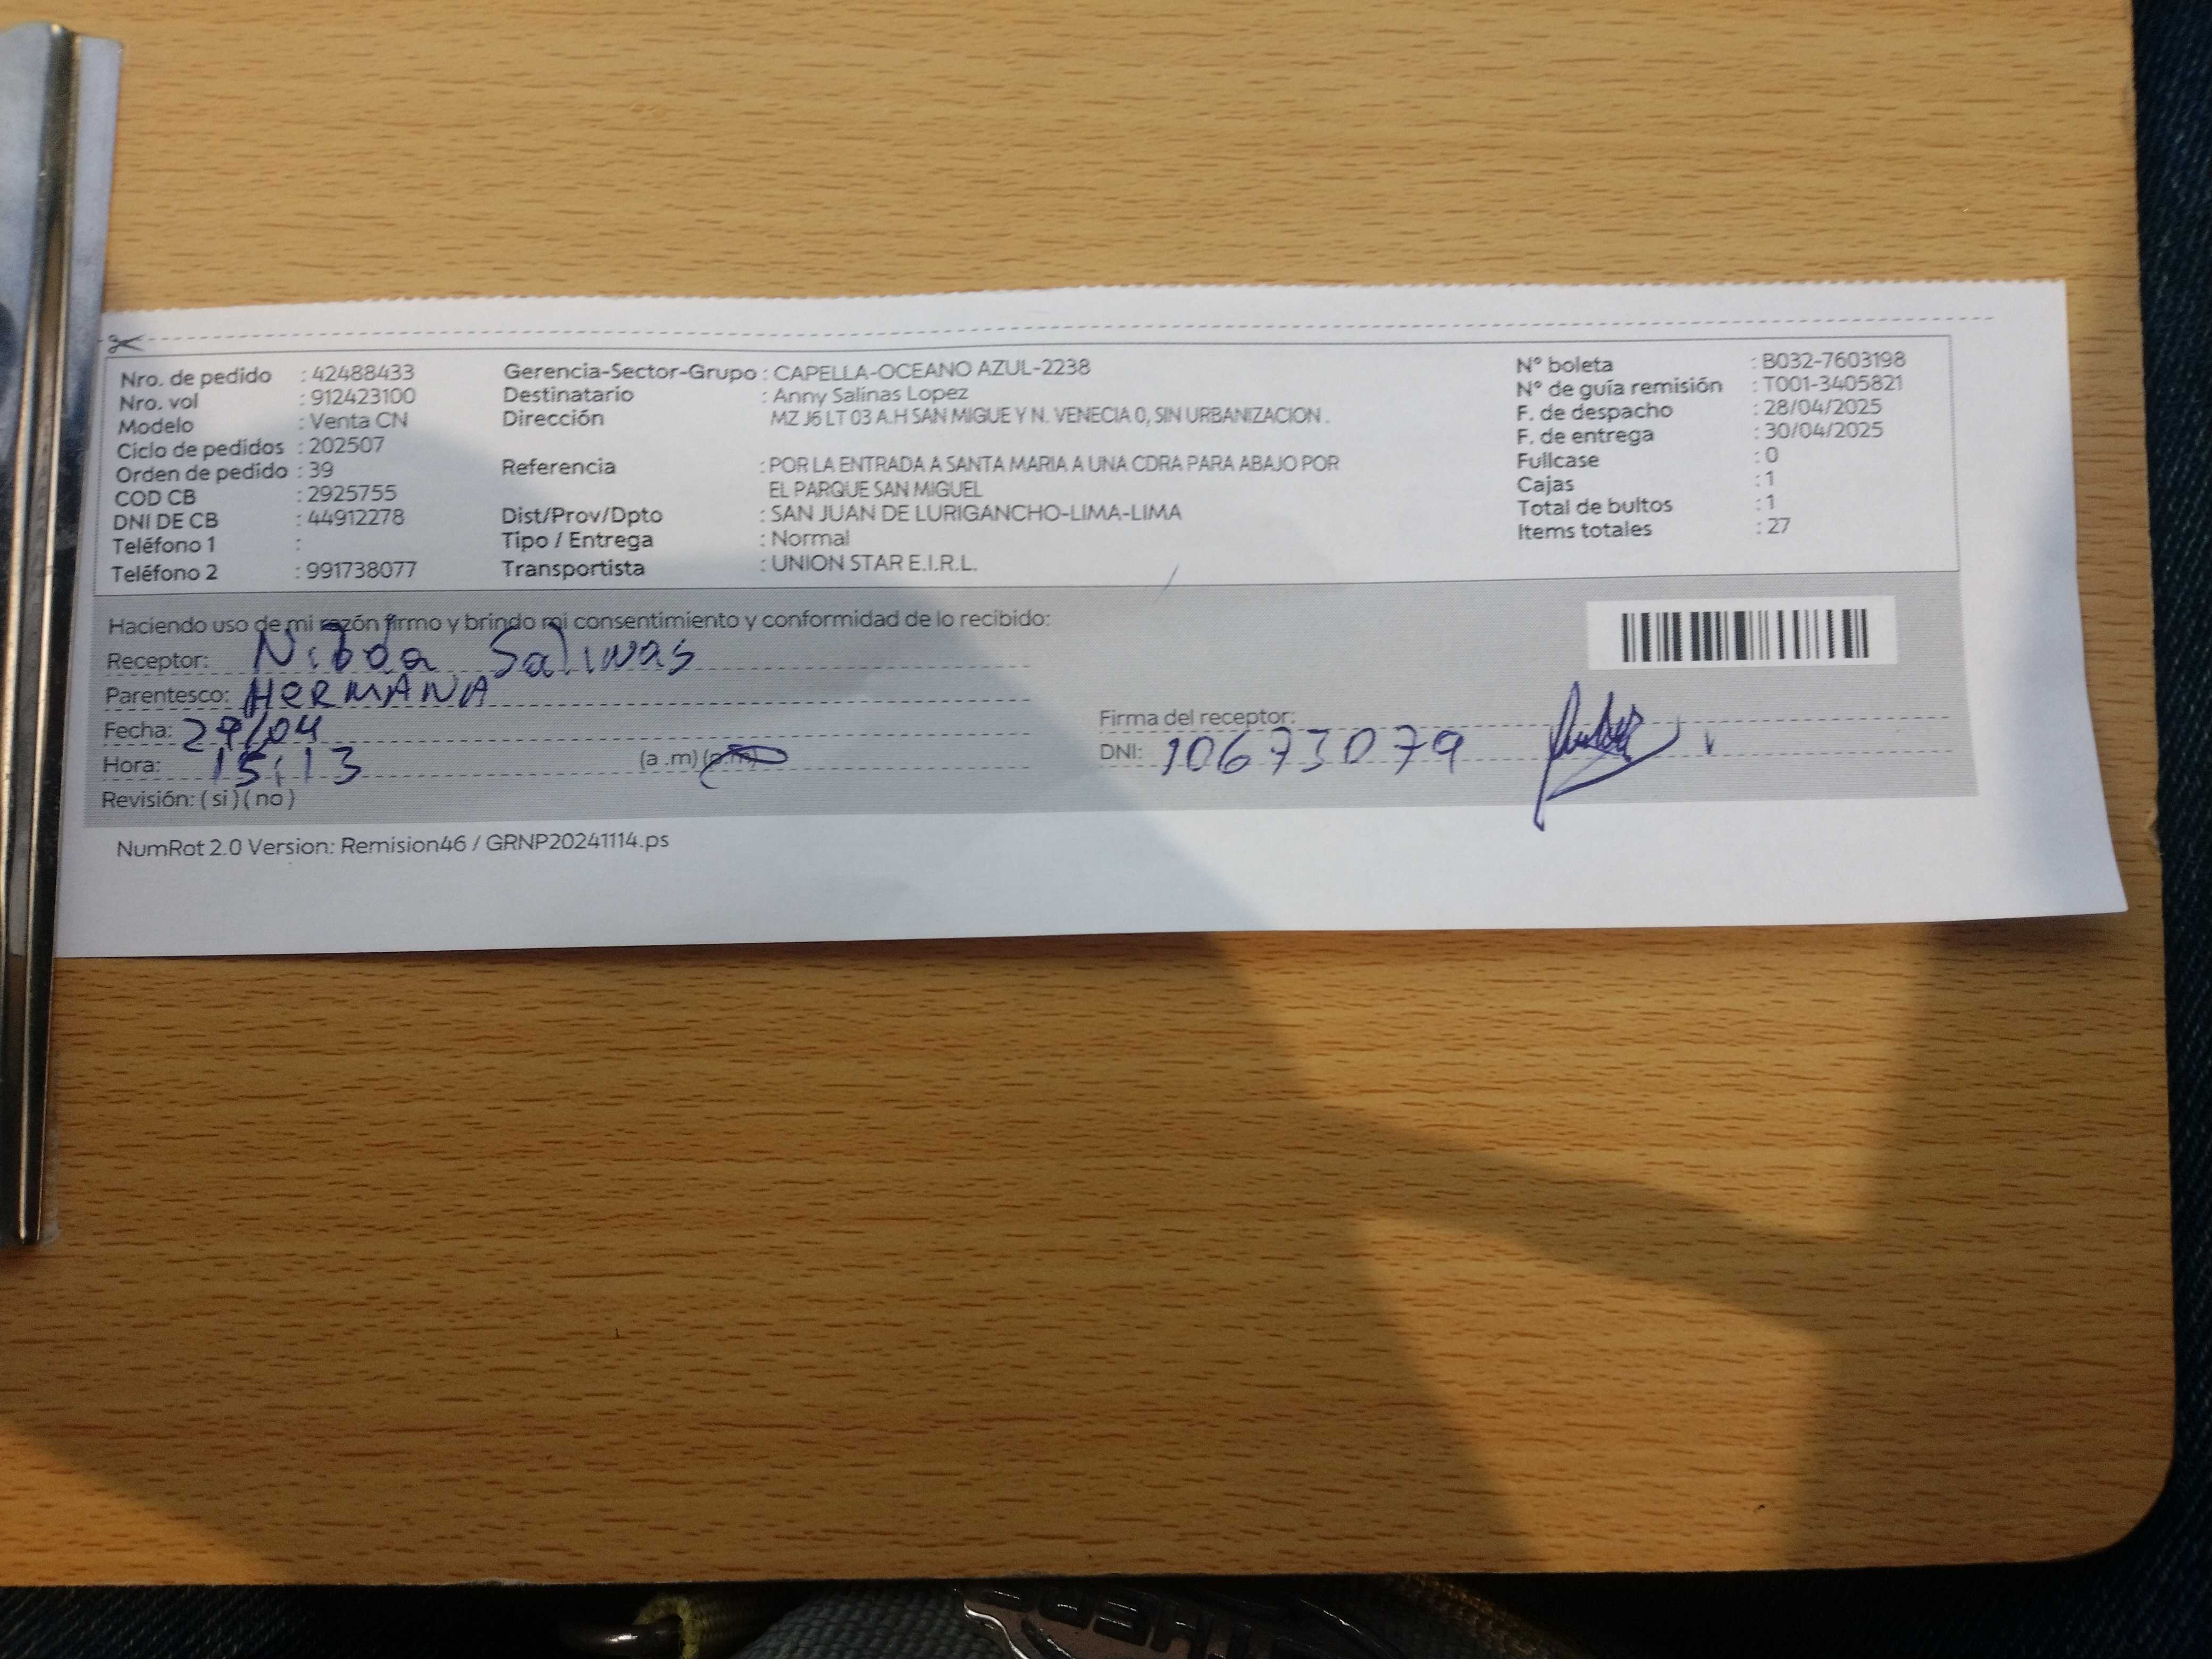 Nro. de pedido : 42488433
Nro. vol : 912423100
Modelo : Venta CN
Ciclo de pedidos : 202507
Orden de pedido : 39
COD CB : 2925755
DNI DE CB : 44912278
Teléfono 1 :
Teléfono 2 : 991738077
Gerencia-Sector-Grupo : CAPELLA-OCEANO AZUL-2238
Destinatario : Anny Salinas Lopez
Dirección MZ J6 LT 03 A.H SAN MIGUE Y N. VENECIA 0, SIN URBANIZACION .
Referencia : POR LA ENTRADA A SANTA MARIA A UNA CDRA PARA ABAJO POR
EL PARQUE SAN MIGUEL
Dist/Prov/Dpto : SAN JUAN DE LURIGANCHO-LIMA-LIMA
Tipo / Entrega : Normal
Transportista : UNION STAR E.I.R.L.
N° boleta : B032-7603198
N° de guía remisión : T001-3405821
F. de despacho : 28/04/2025
F. de entrega : 30/04/2025
Fullcase : 0
Cajas : 1
Total de bultos : 1
Items totales : 27
Haciendo uso de mi razón firmo y brindo mi consentimiento y conformidad de lo recibido:
Receptor: Salinas
Parentesco: HERMANA
Fecha: 29/04
Hora: 15:13 (a .m) (p.m)
Revisión: ( si ) ( no )
Firma del receptor:
DNI: 10673079
NumRot 2.0 Version: Remision46 / GRNP20241114.ps